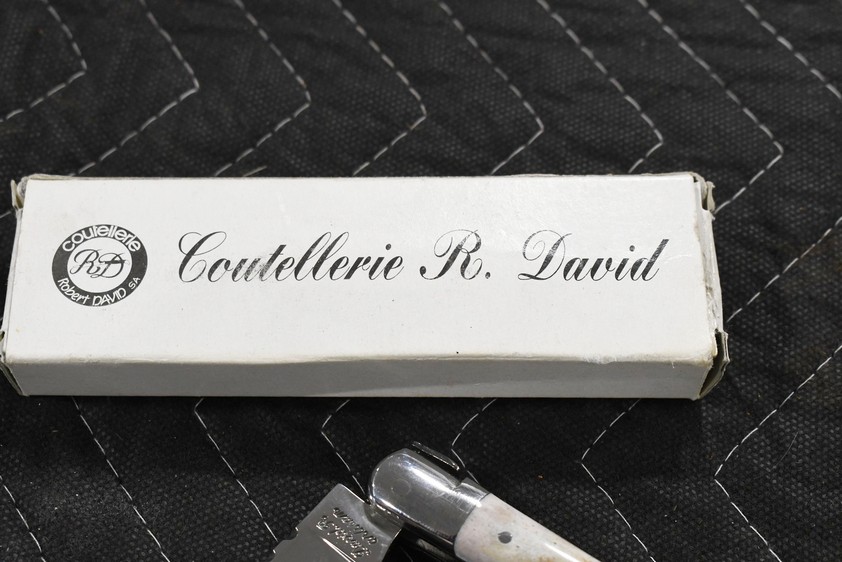 coutellerie
RD
Robert DAVID SA
Coutellerie R. David